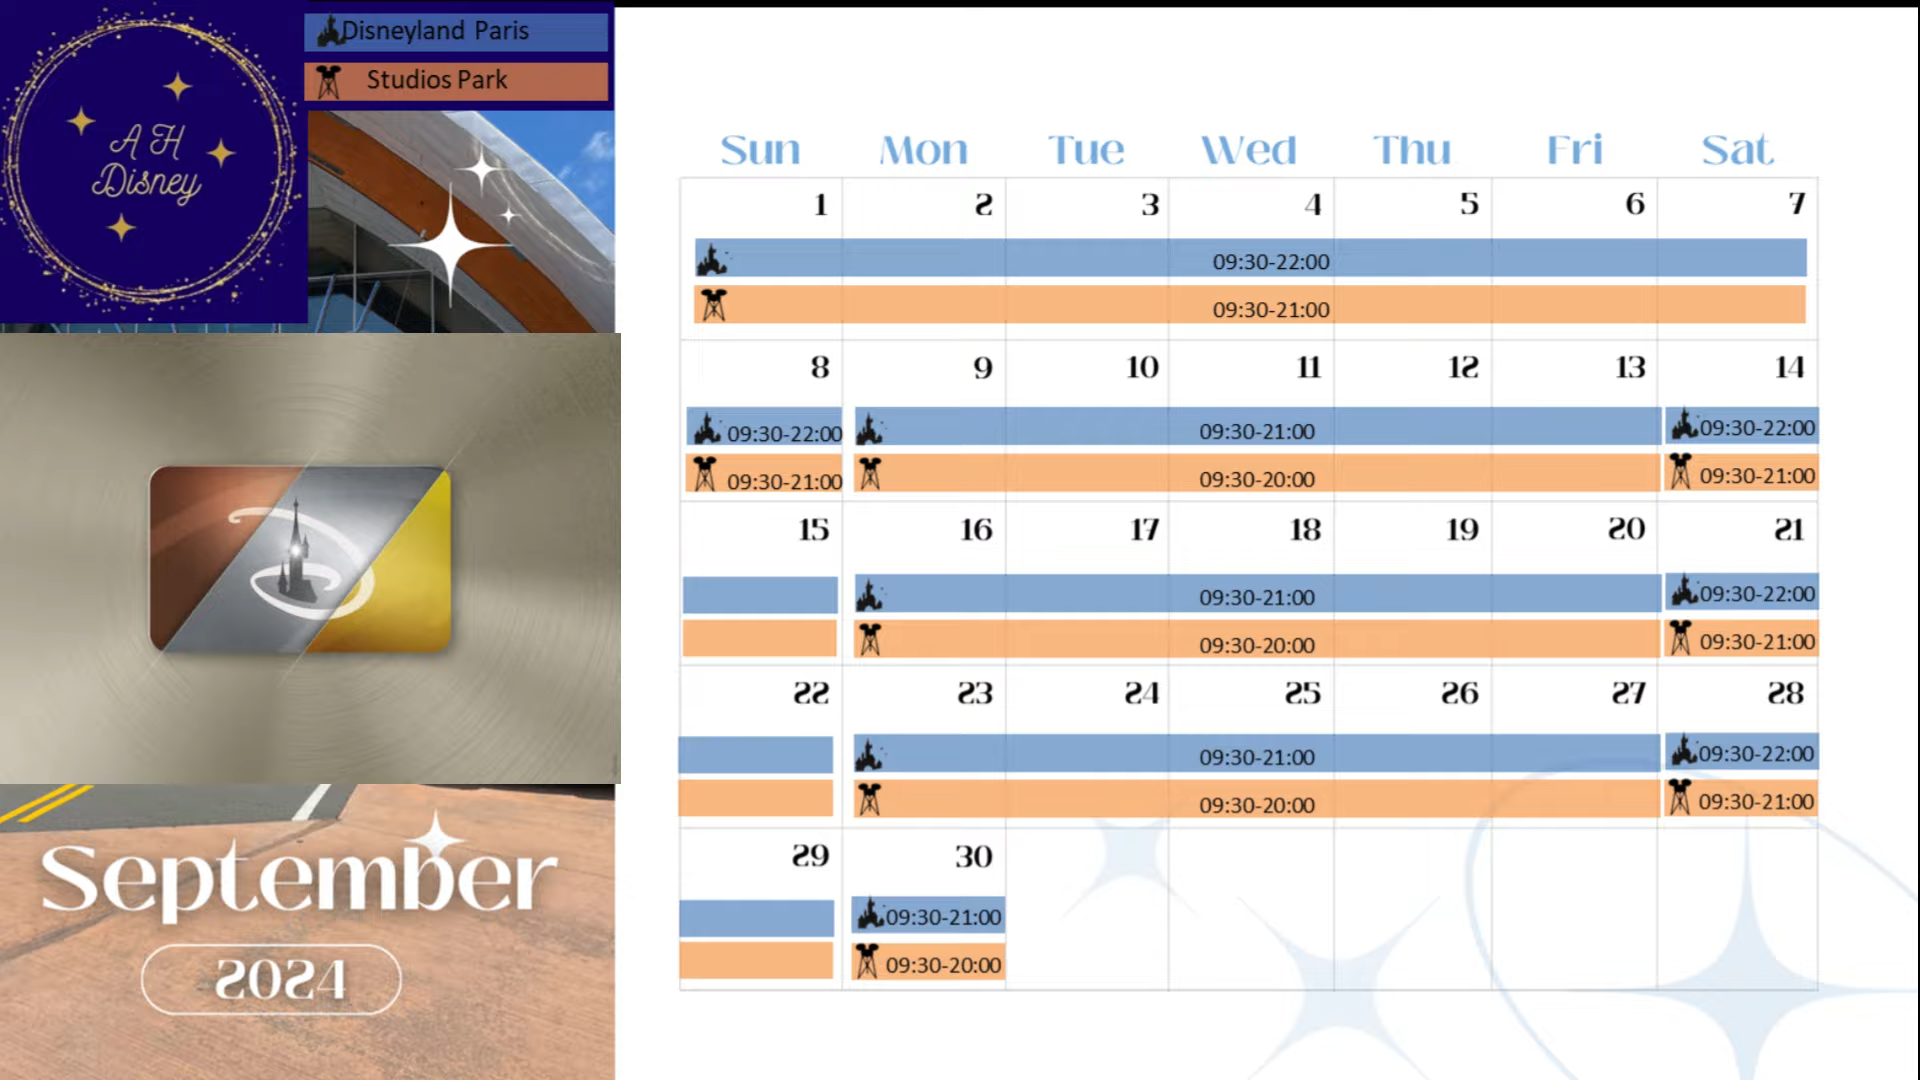 Disneyland Paris
Studios Park
A H
Disney
September
2024
Sun Mon Tue Wed Thu Fri Sat
1 2 3 4 5 6 7
09:30-22:00
09:30-21:00
8 9 10 11 12 13 14
09:30-22:00 09:30-21:00 09:30-22:00
09:30-21:00 09:30-20:00 09:30-21:00
15 16 17 18 19 20 21
09:30-21:00 09:30-22:00
09:30-20:00 09:30-21:00
22 23 24 25 26 27 28
09:30-21:00 09:30-22:00
09:30-20:00 09:30-21:00
29 30
09:30-21:00
09:30-20:00